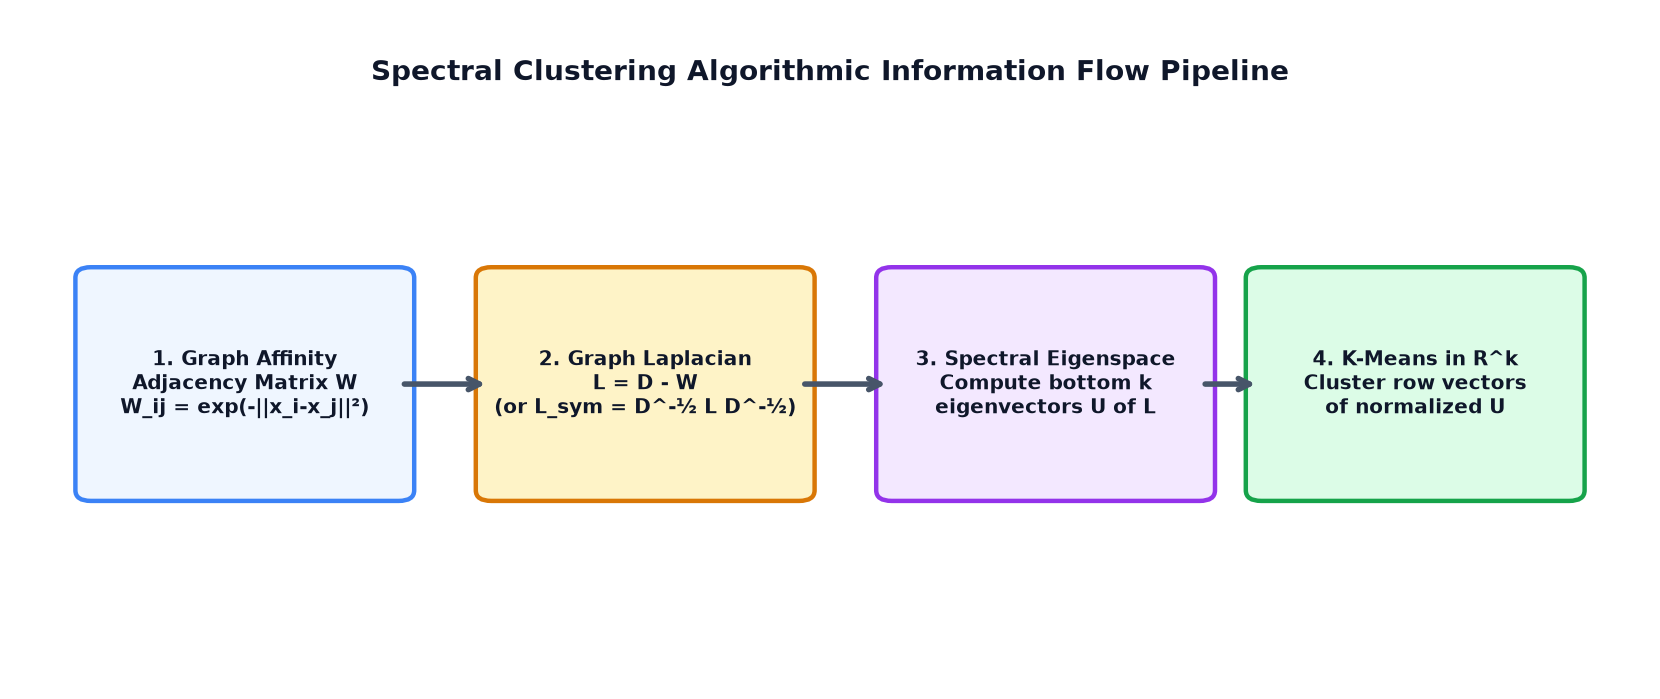 Spectral Clustering Algorithmic Information Flow Pipeline
1. Graph Affinity
Adjacency Matrix W
W_ij = exp(-||x_i-x_j||²)
2. Graph Laplacian
L = D - W
(or L_sym = D^-½ L D^-½)
3. Spectral Eigenspace
Compute bottom k
eigenvectors U of L
4. K-Means in R^k
Cluster row vectors
of normalized U